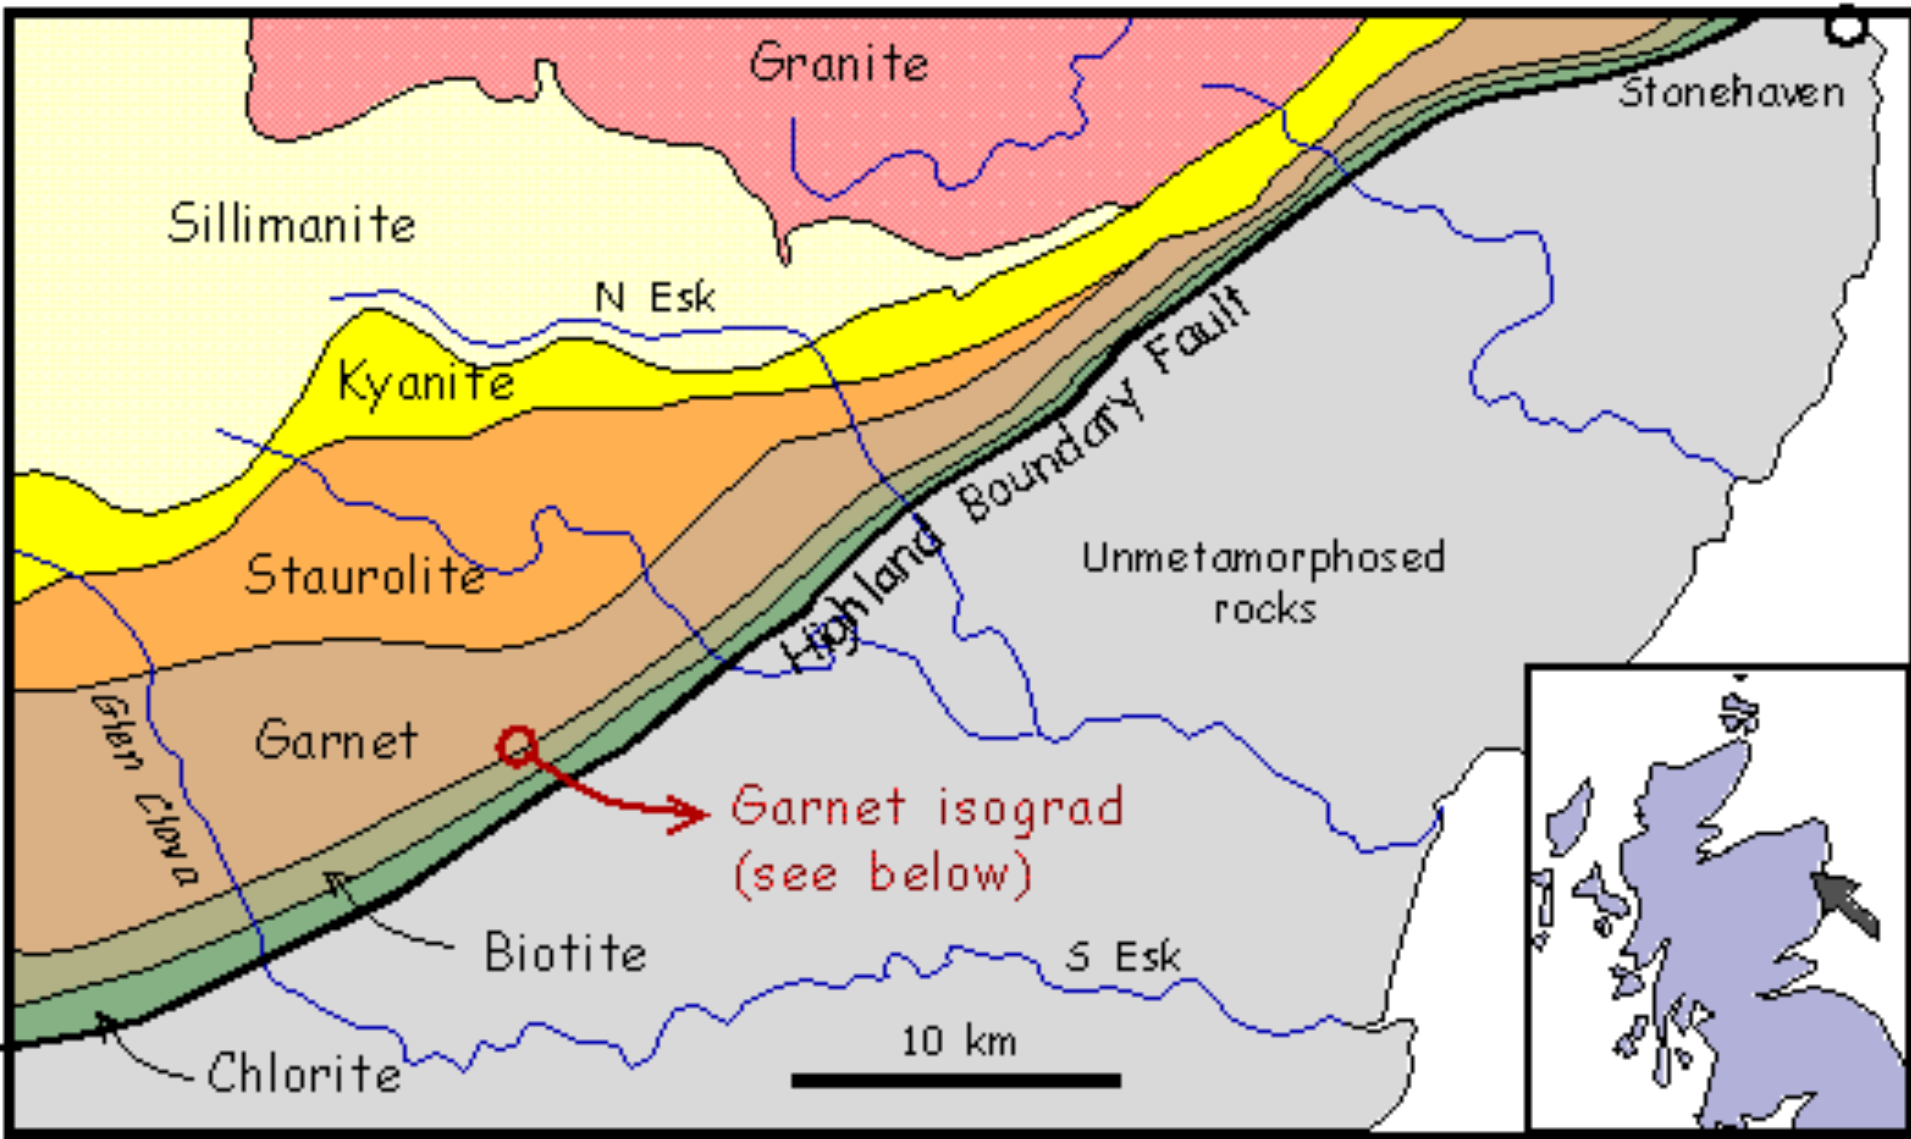 Granite
Stonehaven
Sillimanite
N Esk
Kyanite
Highland Boundary Fault
Staurolite
Unmetamorphosed
rocks
Glen Clova
Garnet
Garnet isograd
(see below)
Biotite
S Esk
10 km
Chlorite